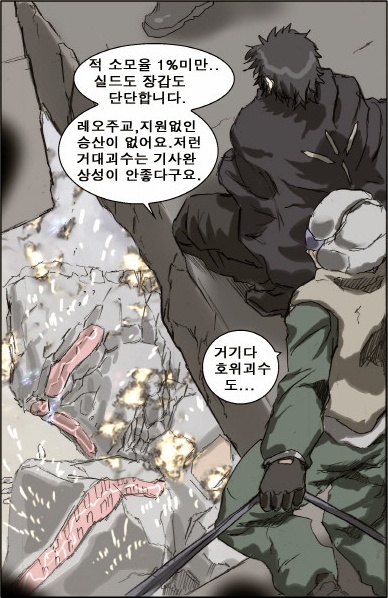 적 소모율 1%미만..
실드도 장갑도
단단합니다.
레오주교,지원없인
승산이 없어요.저런
거대괴수는 기사완
상성이 안좋다구요.
거기다
호위괴수
도...